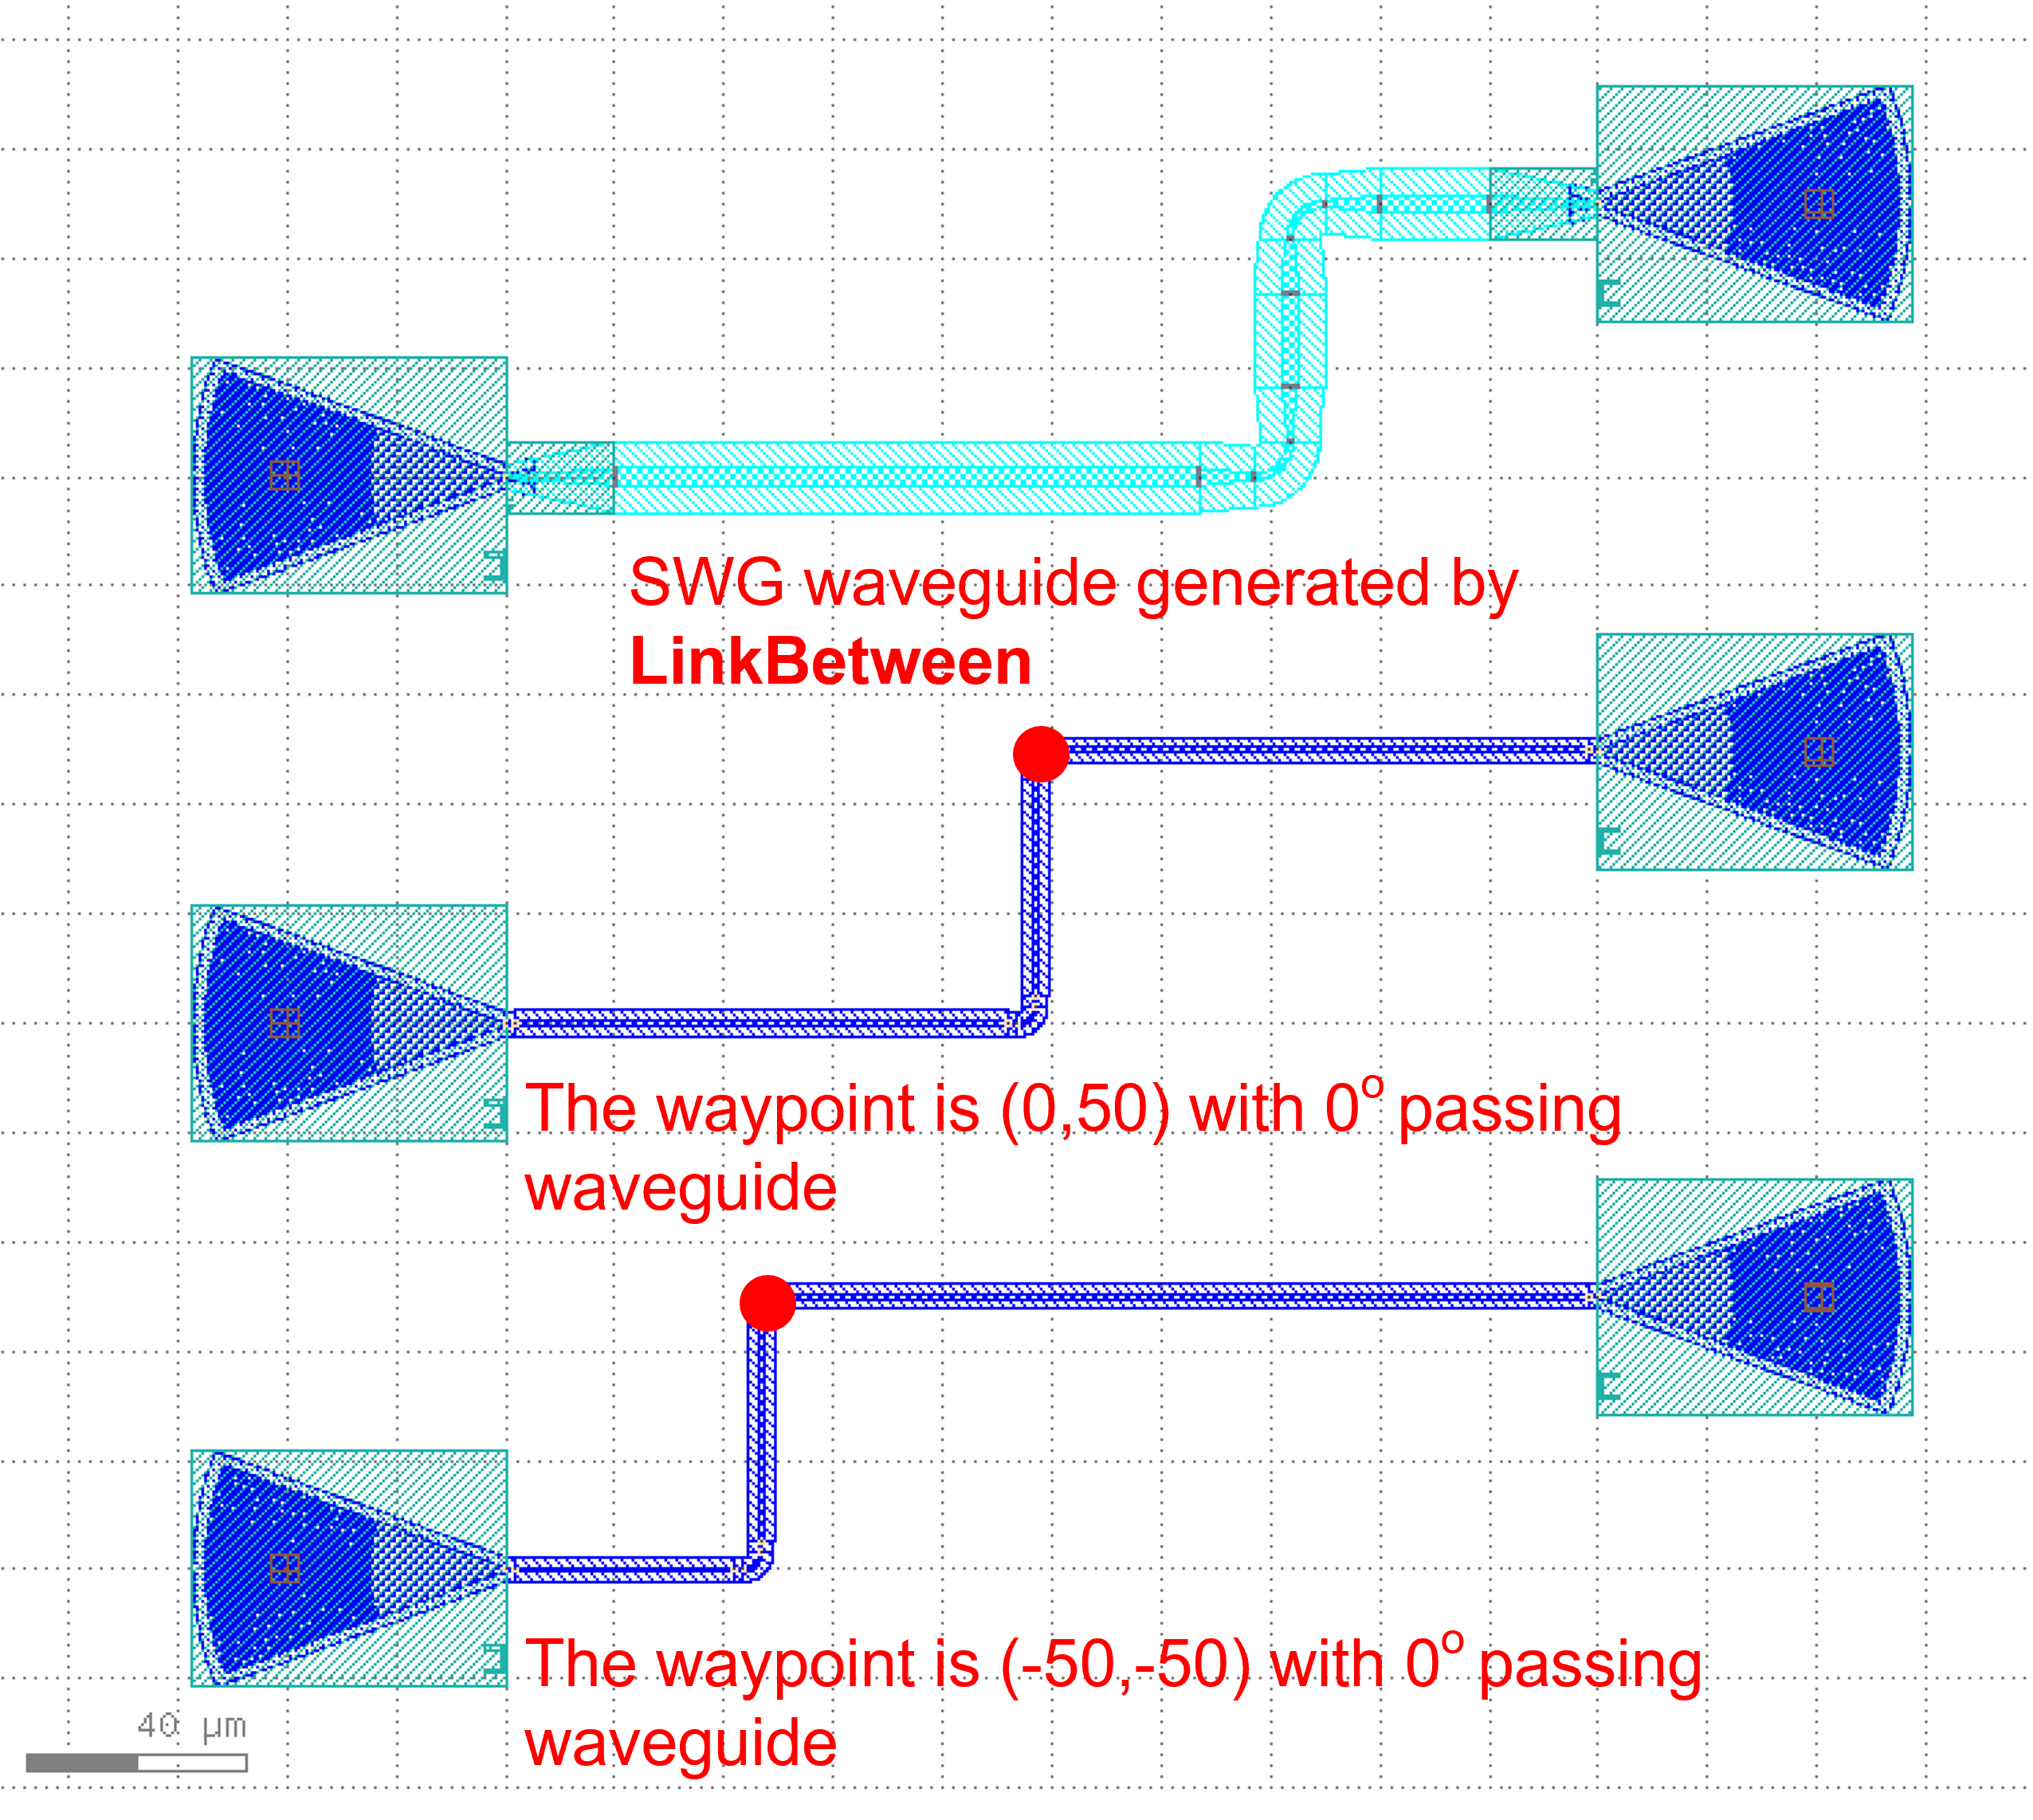 SWG waveguide generated by
LinkBetween
The waypoint is (0,50) with 0° passing
waveguide
The waypoint is (-50,-50) with 0° passing
waveguide
40 µm